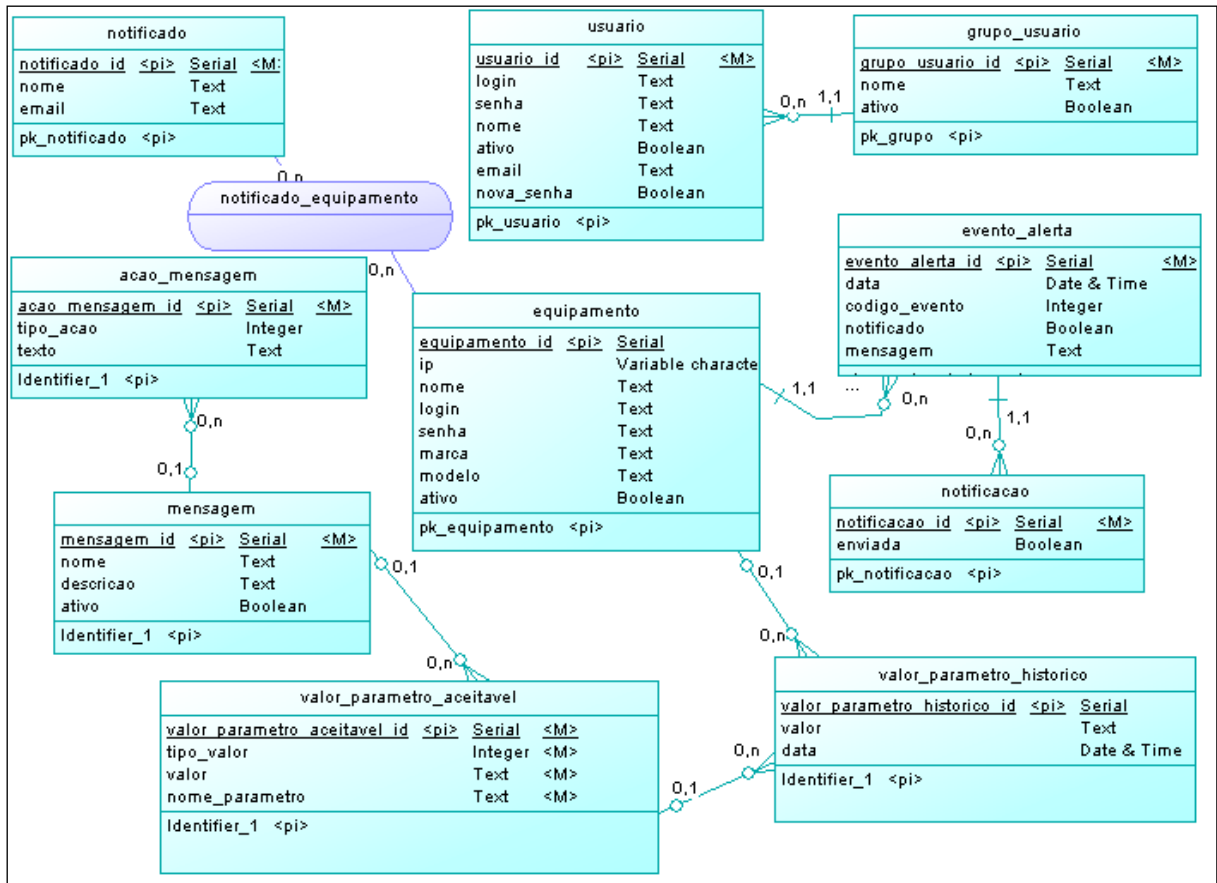 notificado
notificado_id <pi> Serial <M>
nome Text
email Text
pk_notificado <pi>
0,n
notificado_equipamento
0,n
usuario
usuario_id <pi> Serial <M>
login Text
senha Text
nome Text
ativo Boolean
email Text
nova_senha Boolean
pk_usuario <pi>
0,n
1,1
grupo_usuario
grupo_usuario_id <pi> Serial <M>
nome Text
ativo Boolean
pk_grupo <pi>
evento_alerta
evento_alerta_id <pi> Serial <M>
data Date & Time
codigo_evento Integer
notificado Boolean
mensagem Text
...
acao_mensagem
acao_mensagem_id <pi> Serial <M>
tipo_acao Integer
texto Text
Identifier_1 <pi>
0,n
0,1
equipamento
equipamento_id <pi> Serial
ip Variable characte
nome Text
login Text
senha Text
marca Text
modelo Text
ativo Boolean
pk_equipamento <pi>
1,1
0,n
1,1
0,n
notificacao
notificacao_id <pi> Serial <M>
enviada Boolean
pk_notificacao <pi>
mensagem
mensagem_id <pi> Serial <M>
nome Text
descricao Text
ativo Boolean
Identifier_1 <pi>
0,1
0,n
0,1
0,n
valor_parametro_aceitavel
valor_parametro_aceitavel_id <pi> Serial <M>
tipo_valor Integer <M>
valor Text <M>
nome_parametro Text <M>
Identifier_1 <pi>
0,1
0,n
valor_parametro_historico
valor_parametro_historico_id <pi> Serial
valor Text
data Date & Time
Identifier_1 <pi>